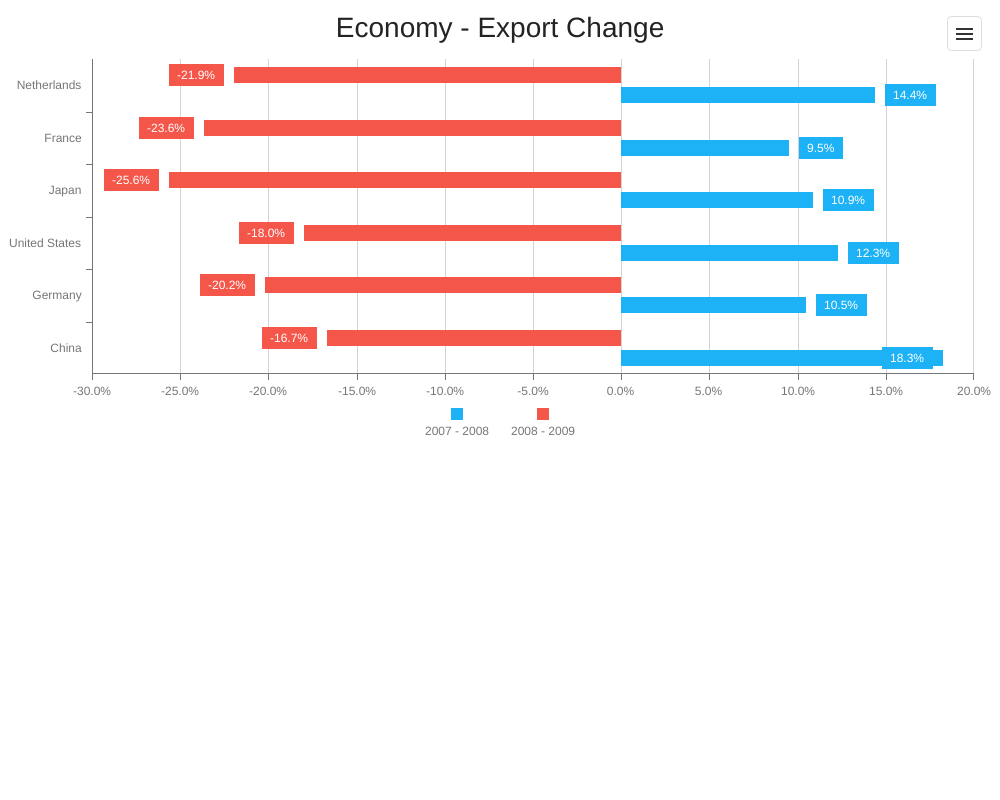 Economy - Export Change
Netherlands
-21.9%
14.4%
France
-23.6%
9.5%
Japan
-25.6%
10.9%
United States
-18.0%
12.3%
Germany
-20.2%
10.5%
China
-16.7%
18.3%
-30.0% -25.0% -20.0% -15.0% -10.0% -5.0% 0.0% 5.0% 10.0% 15.0% 20.0%
2007 - 2008 2008 - 2009